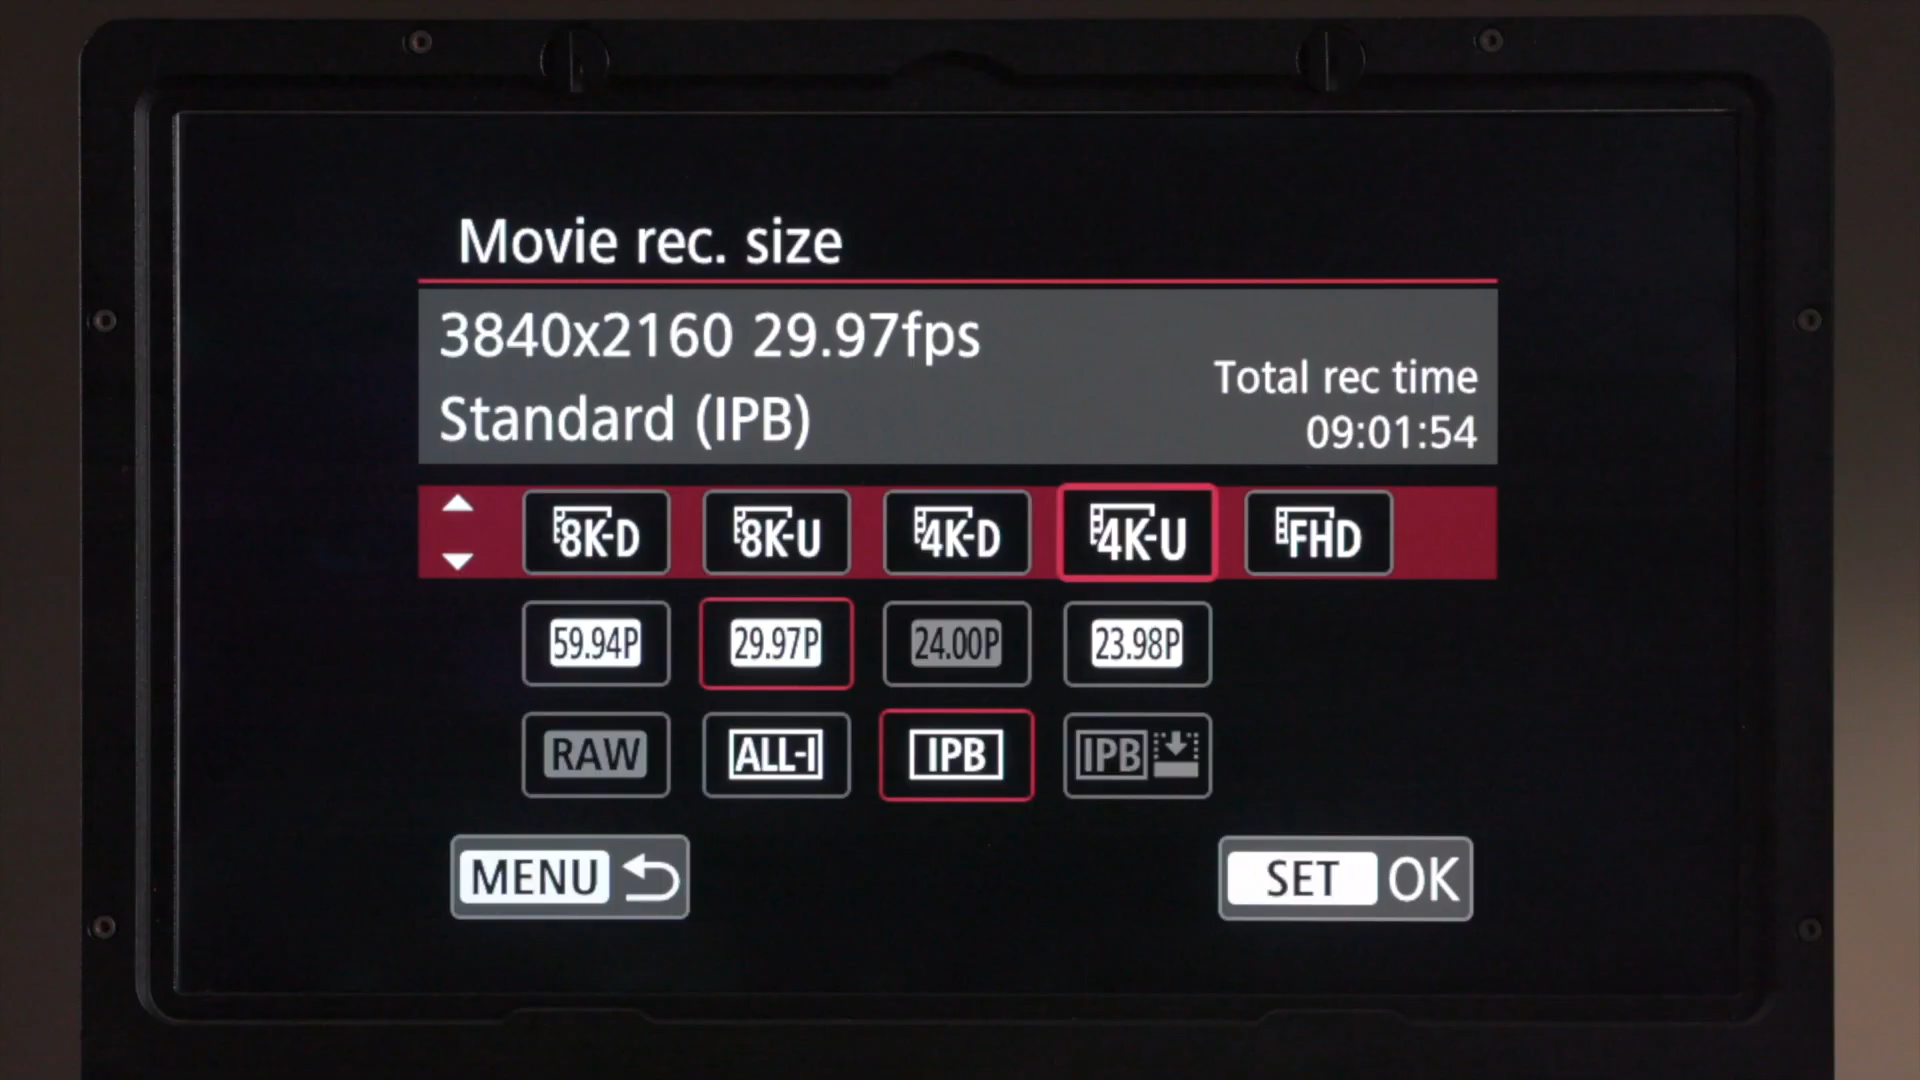 Movie rec. size
3840x2160 29.97fps
Standard (IPB)
Total rec time
09:01:54
8K-D 8K-U 4K-D 4K-U FHD
59.94P 29.97P 24.00P 23.98P
RAW ALL-I IPB IPB
MENU SET OK